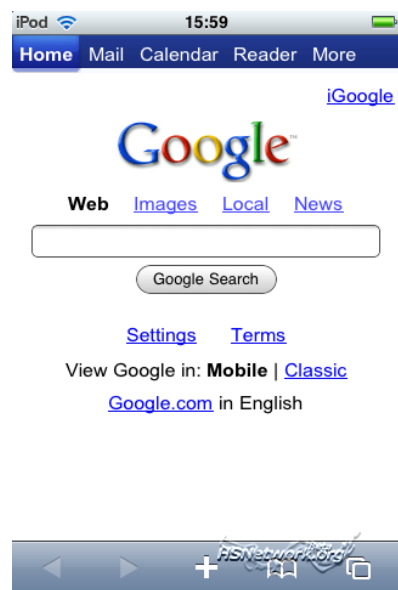 iPod 15:59
Home Mail Calendar Reader More
iGoogle
Google™
Web Images Local News
Google Search
Settings Terms
View Google in: Mobile | Classic
Google.com in English
HSNetwork.org